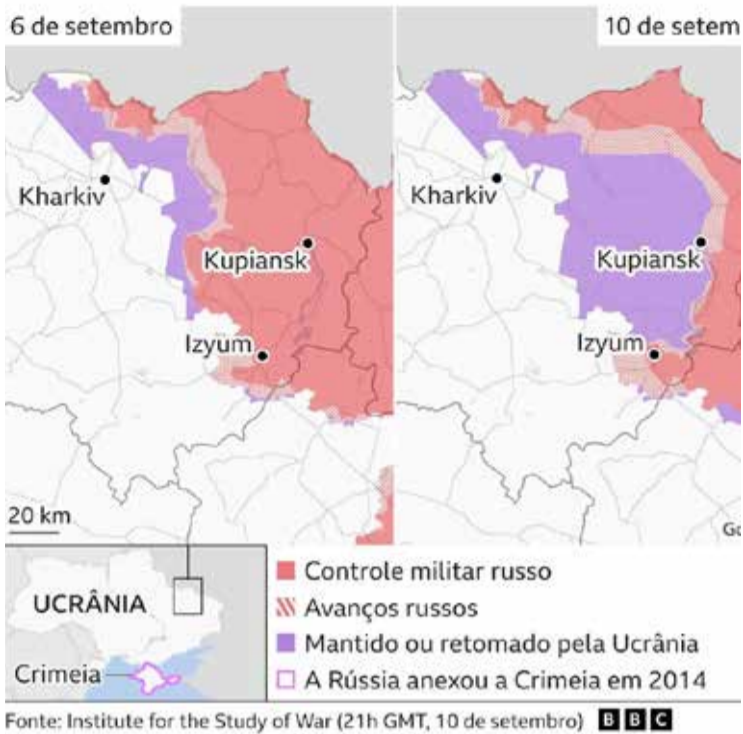 6 de setembro
10 de setem
Kharkiv
Kupiansk
Izyum
Kharkiv
Kupiansk
Izyum
20 km
Go
UCRÂNIA
Crimeia
Controle militar russo
Avanços russos
Mantido ou retomado pela Ucrânia
A Rússia anexou a Crimeia em 2014
Fonte: Institute for the Study of War (21h GMT, 10 de setembro) BBC